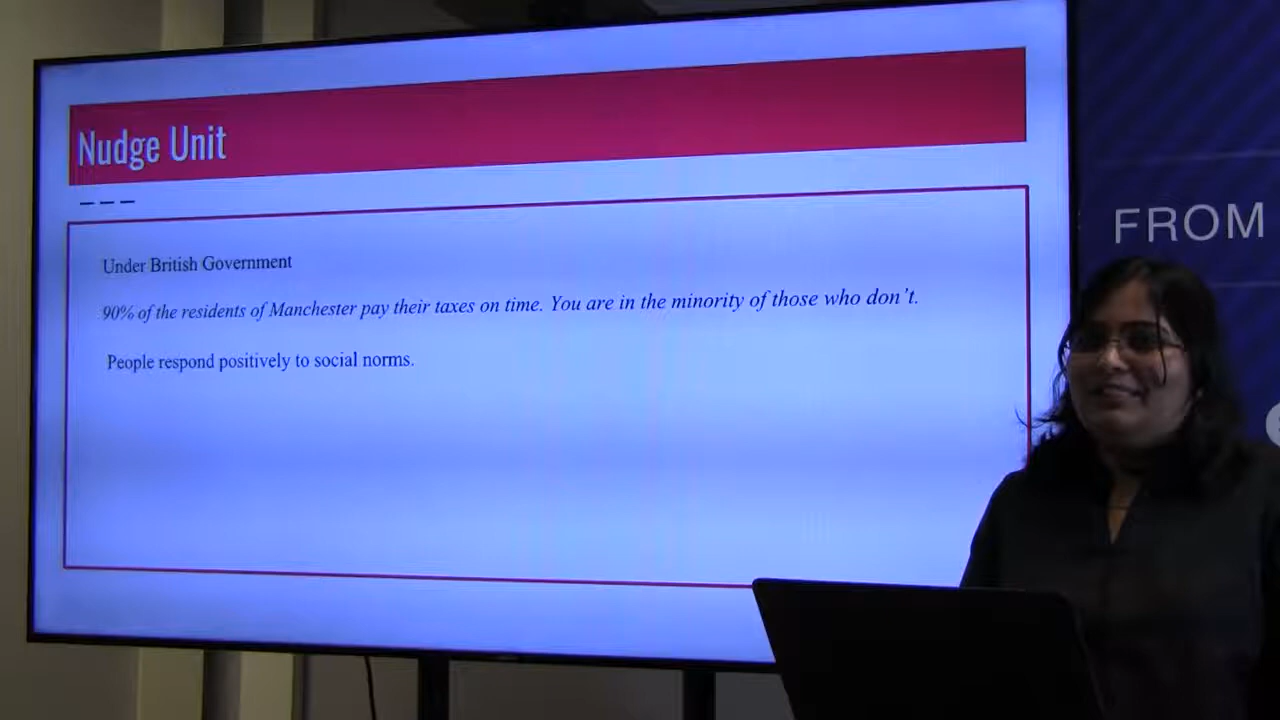 Nudge Unit
Under British Government
90% of the residents of Manchester pay their taxes on time. You are in the minority of those who don't.
People respond positively to social norms.
FROM